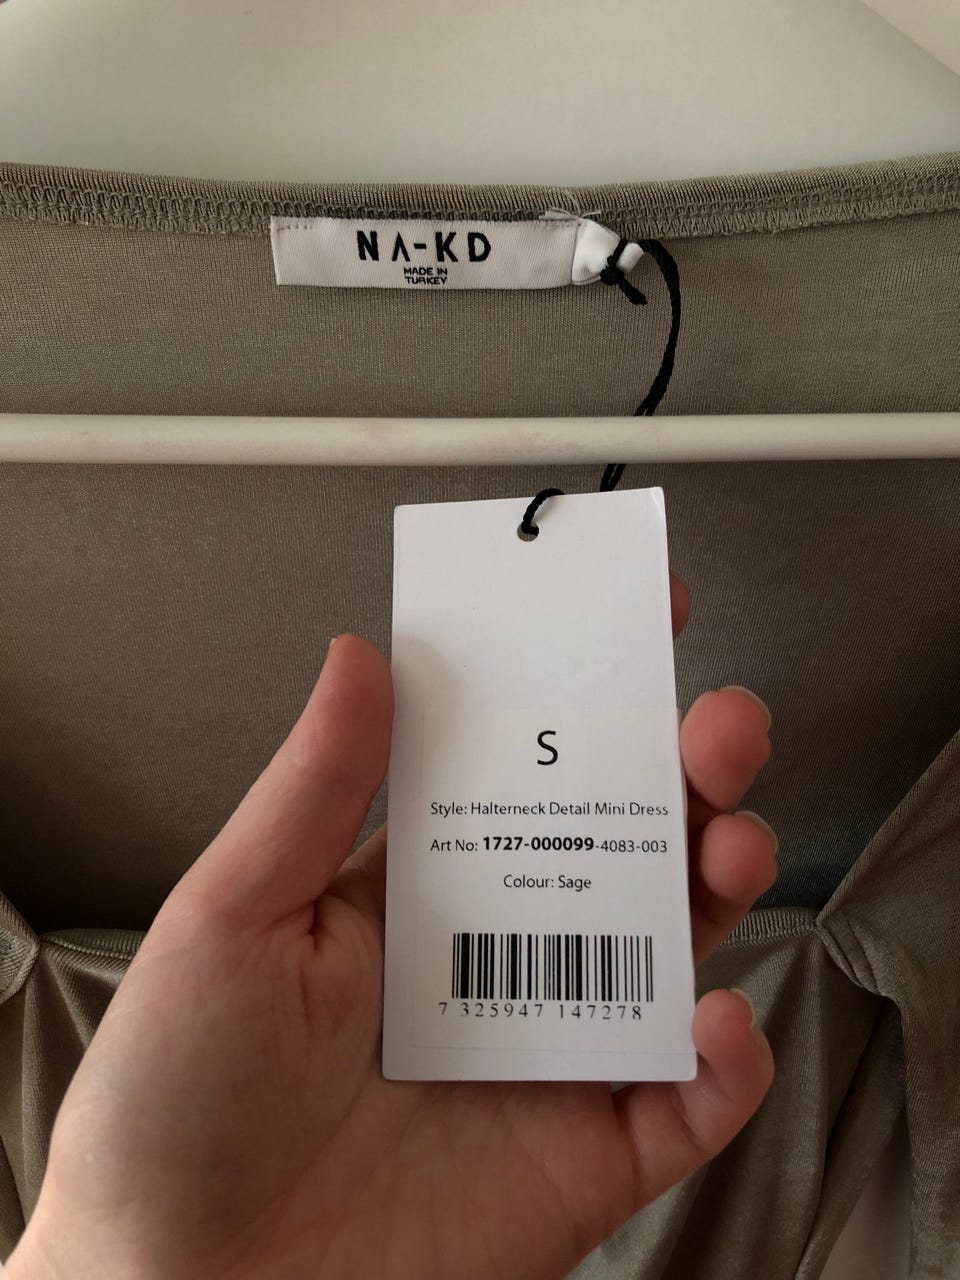 NA-KD
MADE IN
TURKEY
S
Style: Halterneck Detail Mini Dress
Art No: 1727-000099-4083-003
Colour: Sage
7 325947 147278